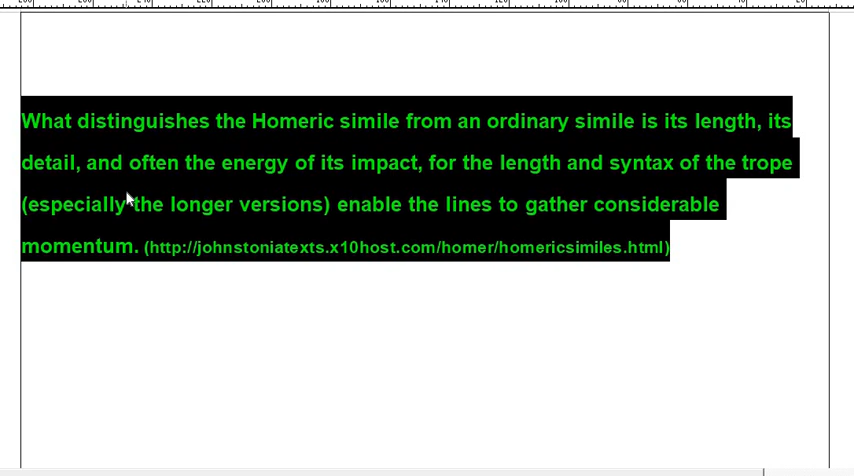 What distinguishes the Homeric simile from an ordinary simile is its length, its
detail, and often the energy of its impact, for the length and syntax of the trope
(especially the longer versions) enable the lines to gather considerable
momentum. (http://johnstoniatexts.x10host.com/homer/homericsimiles.html)